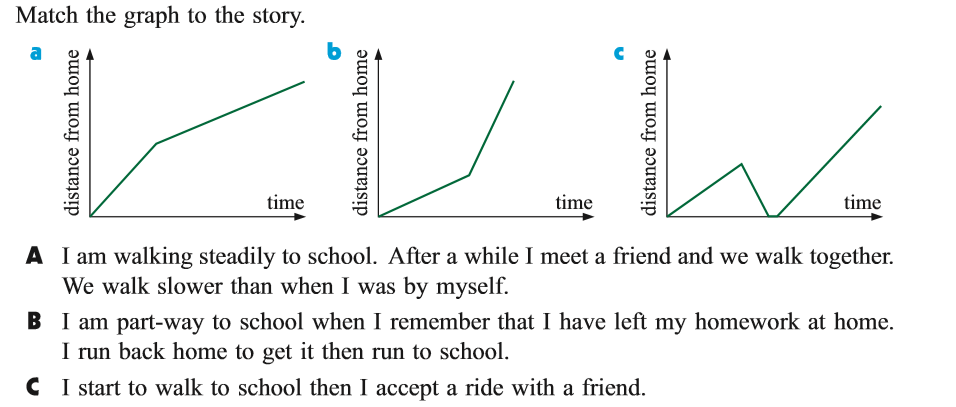 Match the graph to the story.
a
distance from home
time
b
distance from home
time
c
distance from home
time
A I am walking steadily to school. After a while I meet a friend and we walk together.
We walk slower than when I was by myself.
B I am part-way to school when I remember that I have left my homework at home.
I run back home to get it then run to school.
C I start to walk to school then I accept a ride with a friend.